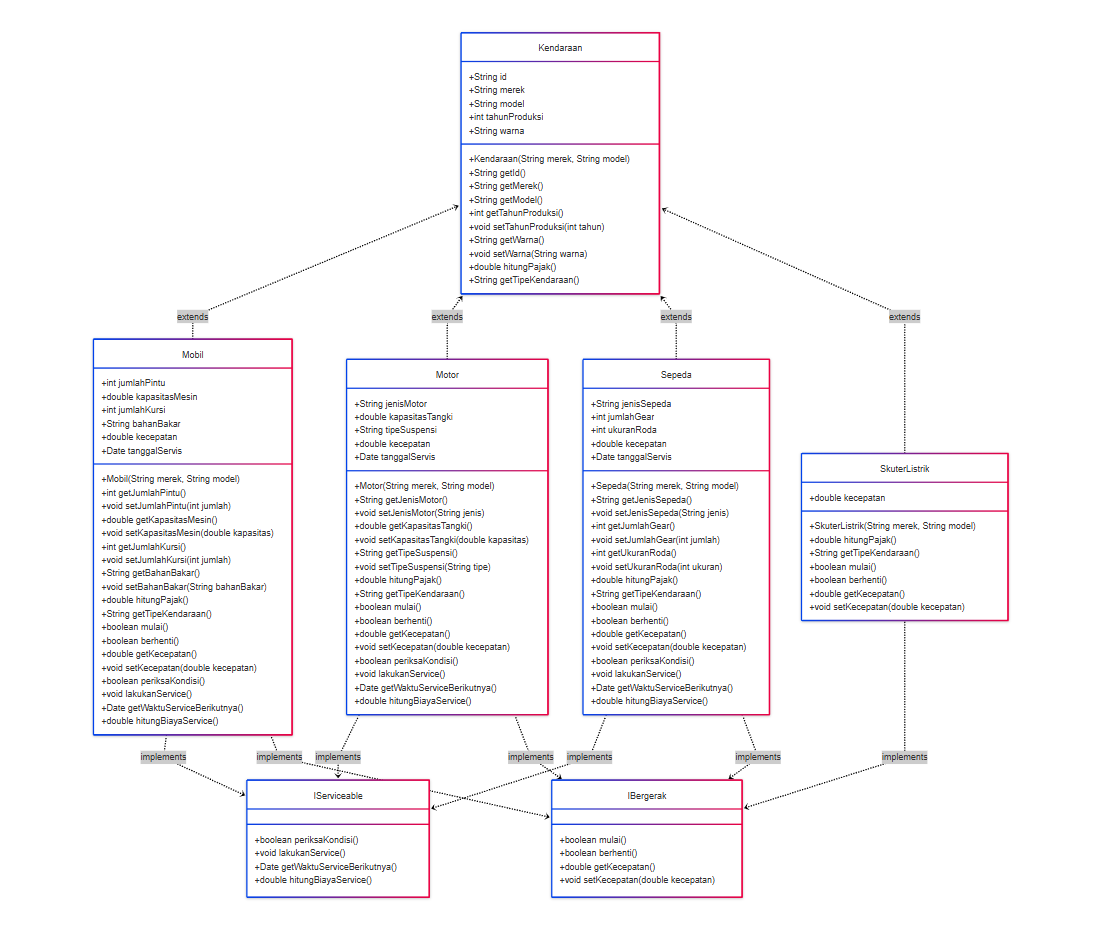 Kendaraan
+String id
+String merek
+String model
+int tahunProduksi
+String warna
+Kendaraan(String merek, String model)
+String getId()
+String getMerek()
+String getModel()
+int getTahunProduksi()
+void setTahunProduksi(int tahun)
+String getWarna()
+void setWarna(String warna)
+double hitungPajak()
+String getTipeKendaraan()
extends
extends
extends
extends
Mobil
+int jumlahPintu
+double kapasitasMesin
+int jumlahKursi
+String bahanBakar
+double kecepatan
+Date tanggalServis
+Mobil(String merek, String model)
+int getJumlahPintu()
+void setJumlahPintu(int jumlah)
+double getKapasitasMesin()
+void setKapasitasMesin(double kapasitas)
+int getJumlahKursi()
+void setJumlahKursi(int jumlah)
+String getBahanBakar()
+void setBahanBakar(String bahanBakar)
+double hitungPajak()
+String getTipeKendaraan()
+boolean mulai()
+boolean berhenti()
+double getKecepatan()
+void setKecepatan(double kecepatan)
+boolean periksaKondisi()
+void lakukanService()
+Date getWaktuServiceBerikutnya()
+double hitungBiayaService()
Motor
+String jenisMotor
+double kapasitasTangki
+String tipeSuspensi
+double kecepatan
+Date tanggalServis
+Motor(String merek, String model)
+String getJenisMotor()
+void setJenisMotor(String jenis)
+double getKapasitasTangki()
+void setKapasitasTangki(double kapasitas)
+String getTipeSuspensi()
+void setTipeSuspensi(String tipe)
+double hitungPajak()
+String getTipeKendaraan()
+boolean mulai()
+boolean berhenti()
+double getKecepatan()
+void setKecepatan(double kecepatan)
+boolean periksaKondisi()
+void lakukanService()
+Date getWaktuServiceBerikutnya()
+double hitungBiayaService()
Sepeda
+String jenisSepeda
+int jumlahGear
+int ukuranRoda
+double kecepatan
+Date tanggalServis
+Sepeda(String merek, String model)
+String getJenisSepeda()
+void setJenisSepeda(String jenis)
+int getJumlahGear()
+void setJumlahGear(int jumlah)
+int getUkuranRoda()
+void setUkuranRoda(int ukuran)
+double hitungPajak()
+String getTipeKendaraan()
+boolean mulai()
+boolean berhenti()
+double getKecepatan()
+void setKecepatan(double kecepatan)
+boolean periksaKondisi()
+void lakukanService()
+Date getWaktuServiceBerikutnya()
+double hitungBiayaService()
SkuterListrik
+double kecepatan
+SkuterListrik(String merek, String model)
+double hitungPajak()
+String getTipeKendaraan()
+boolean mulai()
+boolean berhenti()
+double getKecepatan()
+void setKecepatan(double kecepatan)
implements
implements
implements
implements
implements
implements
implements
IServiceable
+boolean periksaKondisi()
+void lakukanService()
+Date getWaktuServiceBerikutnya()
+double hitungBiayaService()
IBergerak
+boolean mulai()
+boolean berhenti()
+double getKecepatan()
+void setKecepatan(double kecepatan)